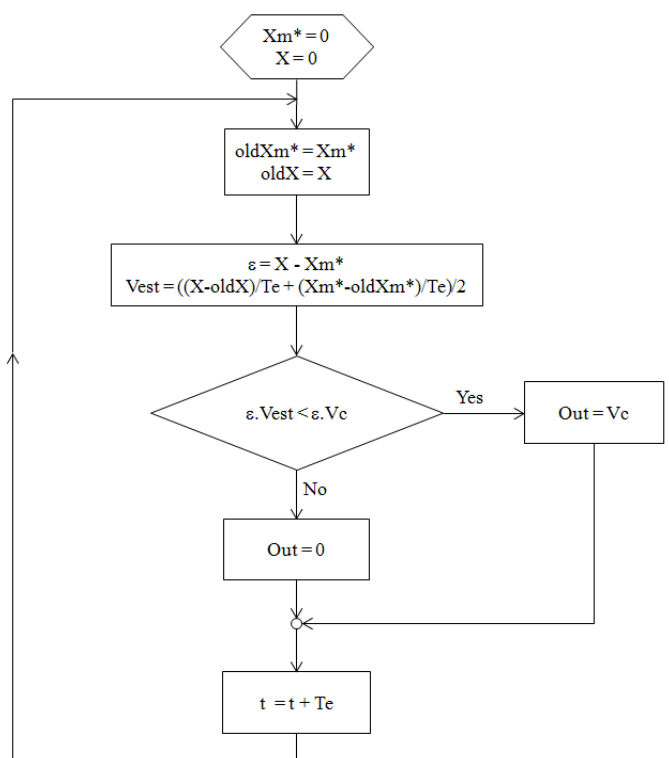 Xm* = 0
X = 0
oldXm* = Xm*
oldX = X
ε = X - Xm*
Vest = ((X-oldX)/Te + (Xm*-oldXm*)/Te)/2
ε.Vest < ε.Vc
Yes
Out = Vc
No
Out = 0
t = t + Te